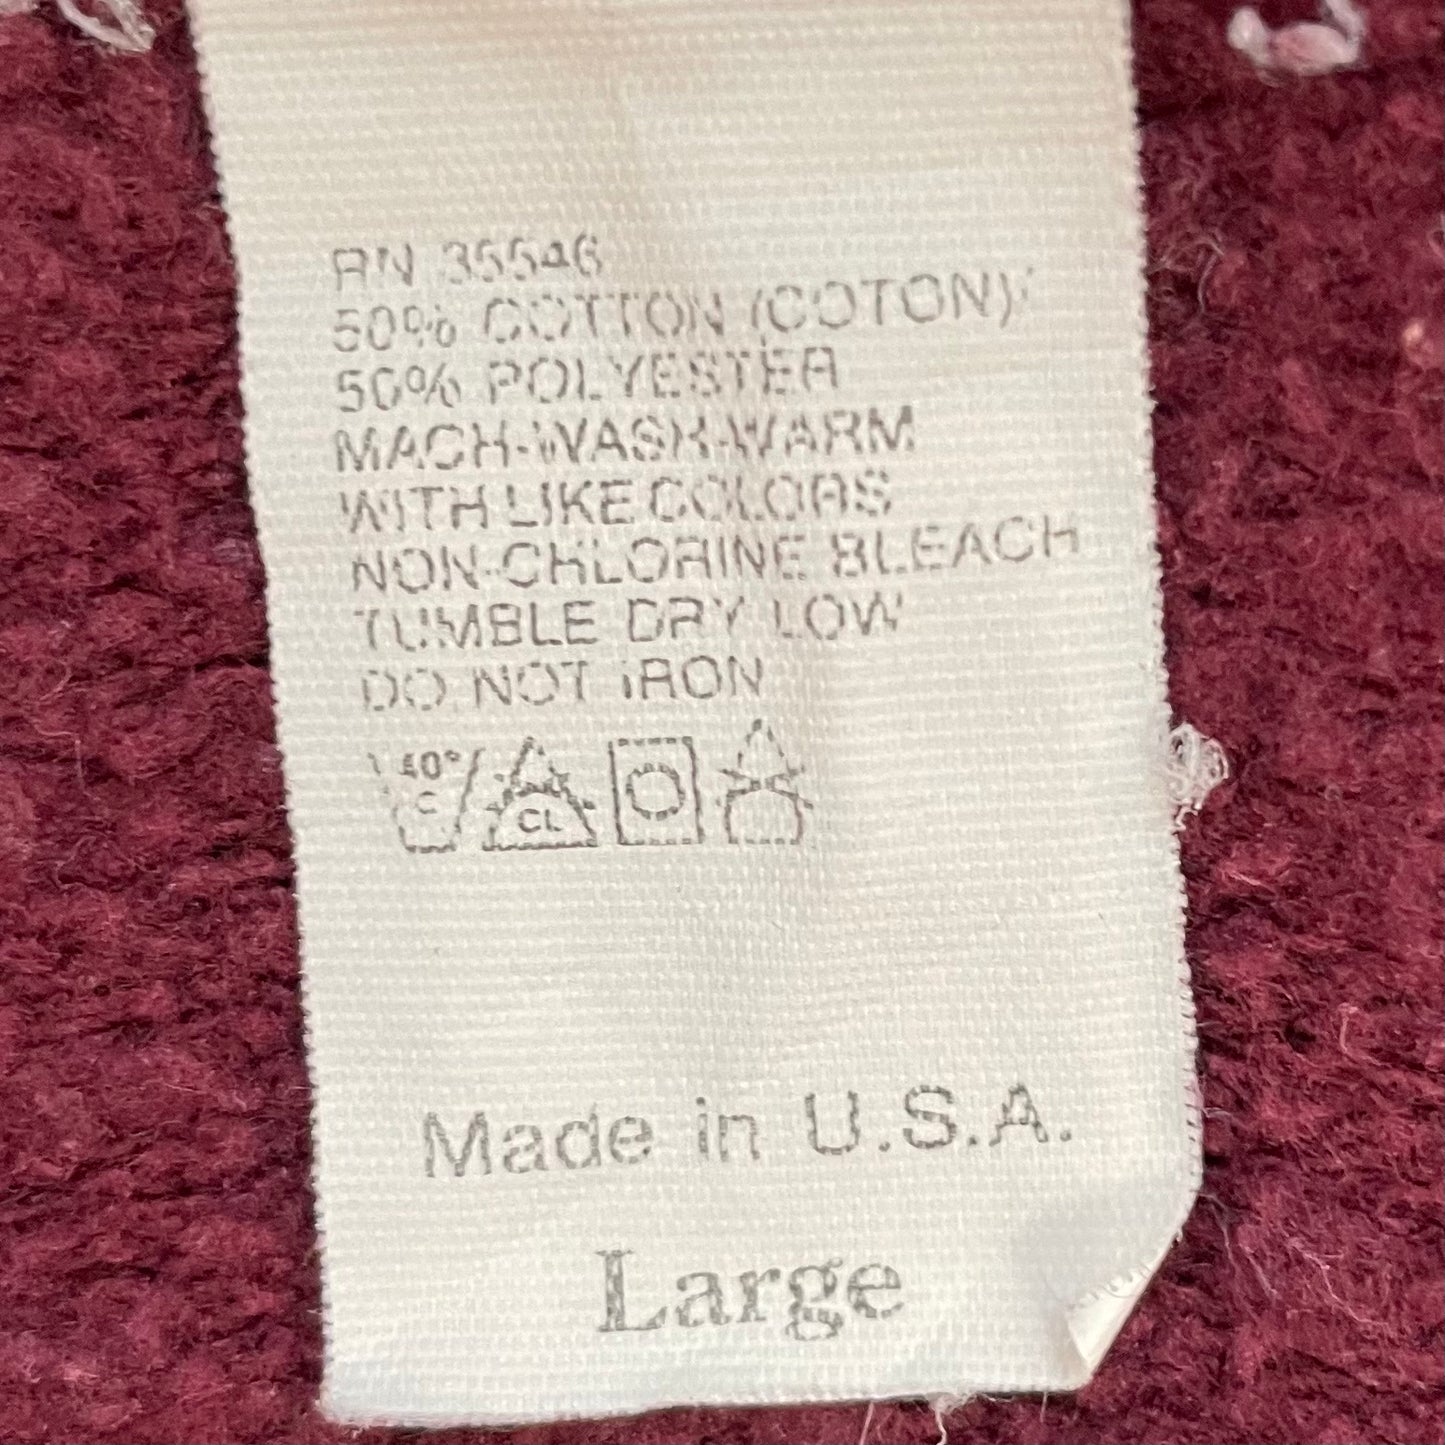 RN 35546
50% COTTON (COTON)
50% POLYESTER
MACH-WASH-WARM
WITH LIKE COLORS
NON-CHLORINE BLEACH
TUMBLE DRY LOW
DO NOT IRON
40° C CL
Made in U.S.A.
Large